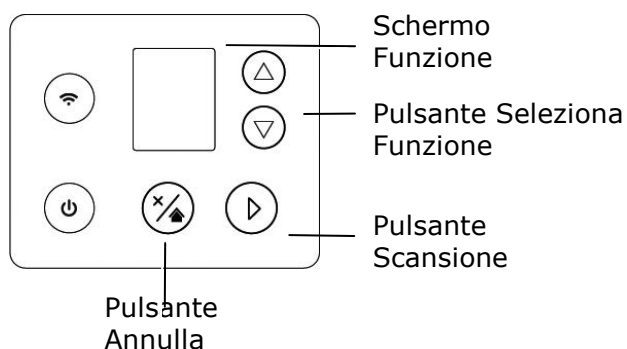 Schermo
Funzione
Pulsante Seleziona
Funzione
Pulsante
Scansione
Pulsante
Annulla